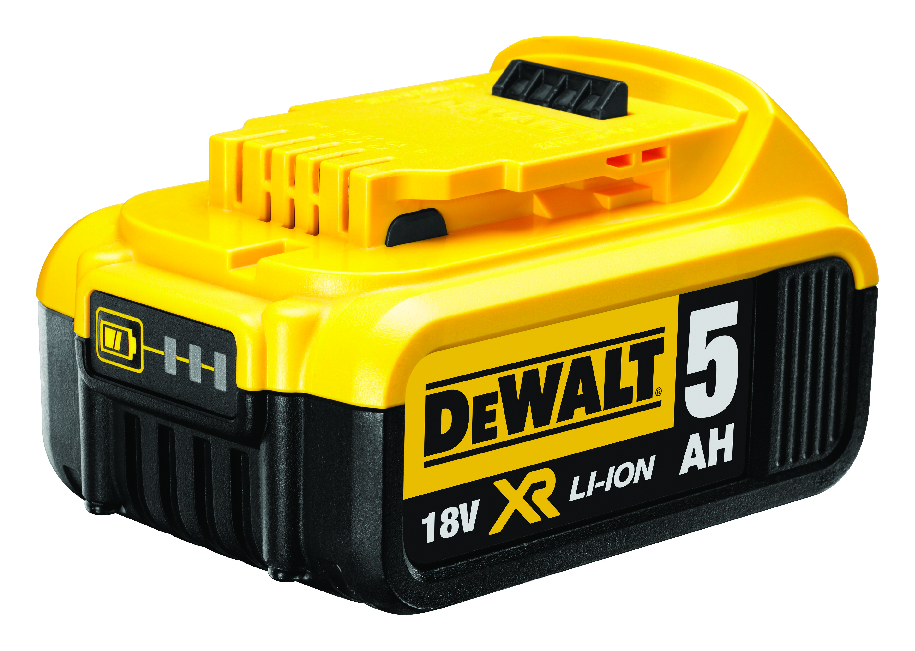 DEWALT®
5
AH
18V XR LI-ION